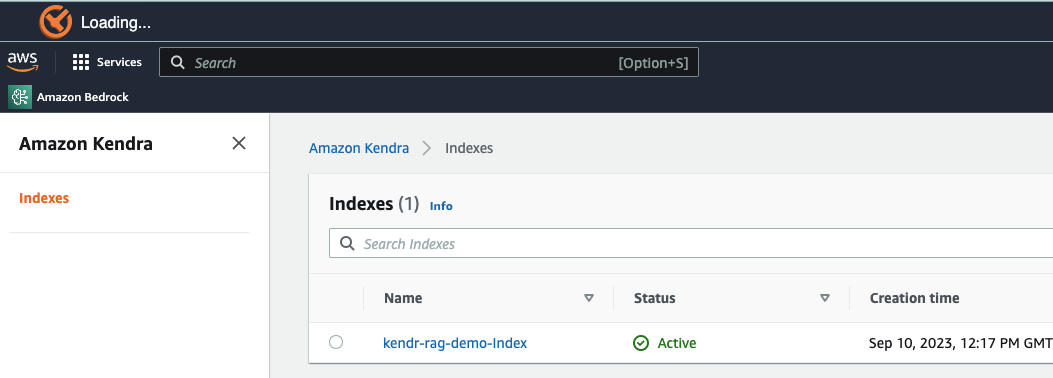 Loading...
aws Services Search [Option+S]
Amazon Bedrock
Amazon Kendra
Indexes
Amazon Kendra Indexes
Indexes (1) Info
Search Indexes
Name Status Creation time
kendr-rag-demo-Index Active Sep 10, 2023, 12:17 PM GMT